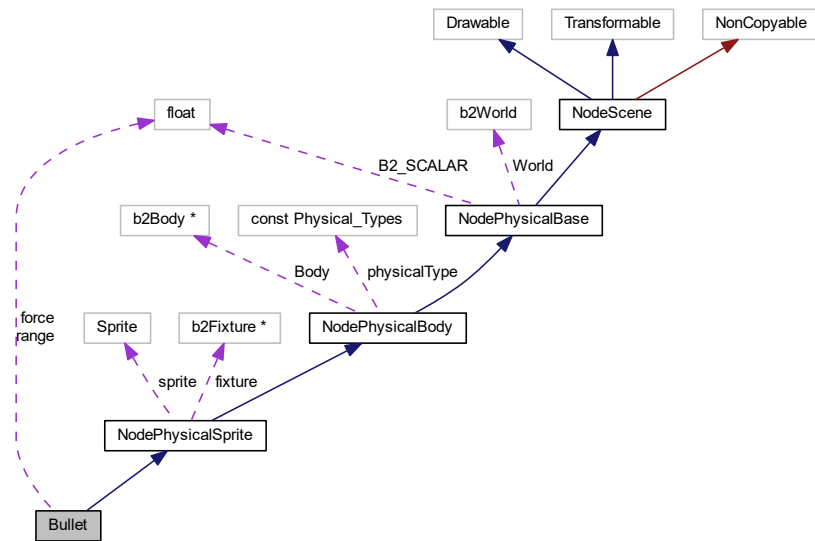 Drawable
Transformable
NonCopyable
float
b2World
NodeScene
B2_SCALAR
World
b2Body *
const Physical_Types
NodePhysicalBase
Body
physicalType
force
range
Sprite
b2Fixture *
NodePhysicalBody
sprite
fixture
NodePhysicalSprite
Bullet